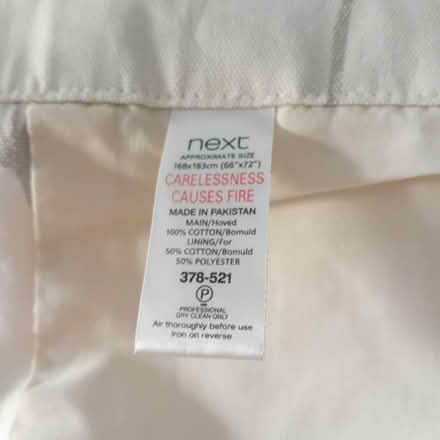 next
APPROXIMATE SIZE
168x183cm (66"x72")
CARELESSNESS
CAUSES FIRE
MADE IN PAKISTAN
MAIN/Hoved
100% COTTON/Bomuld
LINING/For
50% COTTON/Bomuld
50% POLYESTER
378-521
P
PROFESSIONAL
DRY CLEAN ONLY
Air thoroughly before use
Iron on reverse